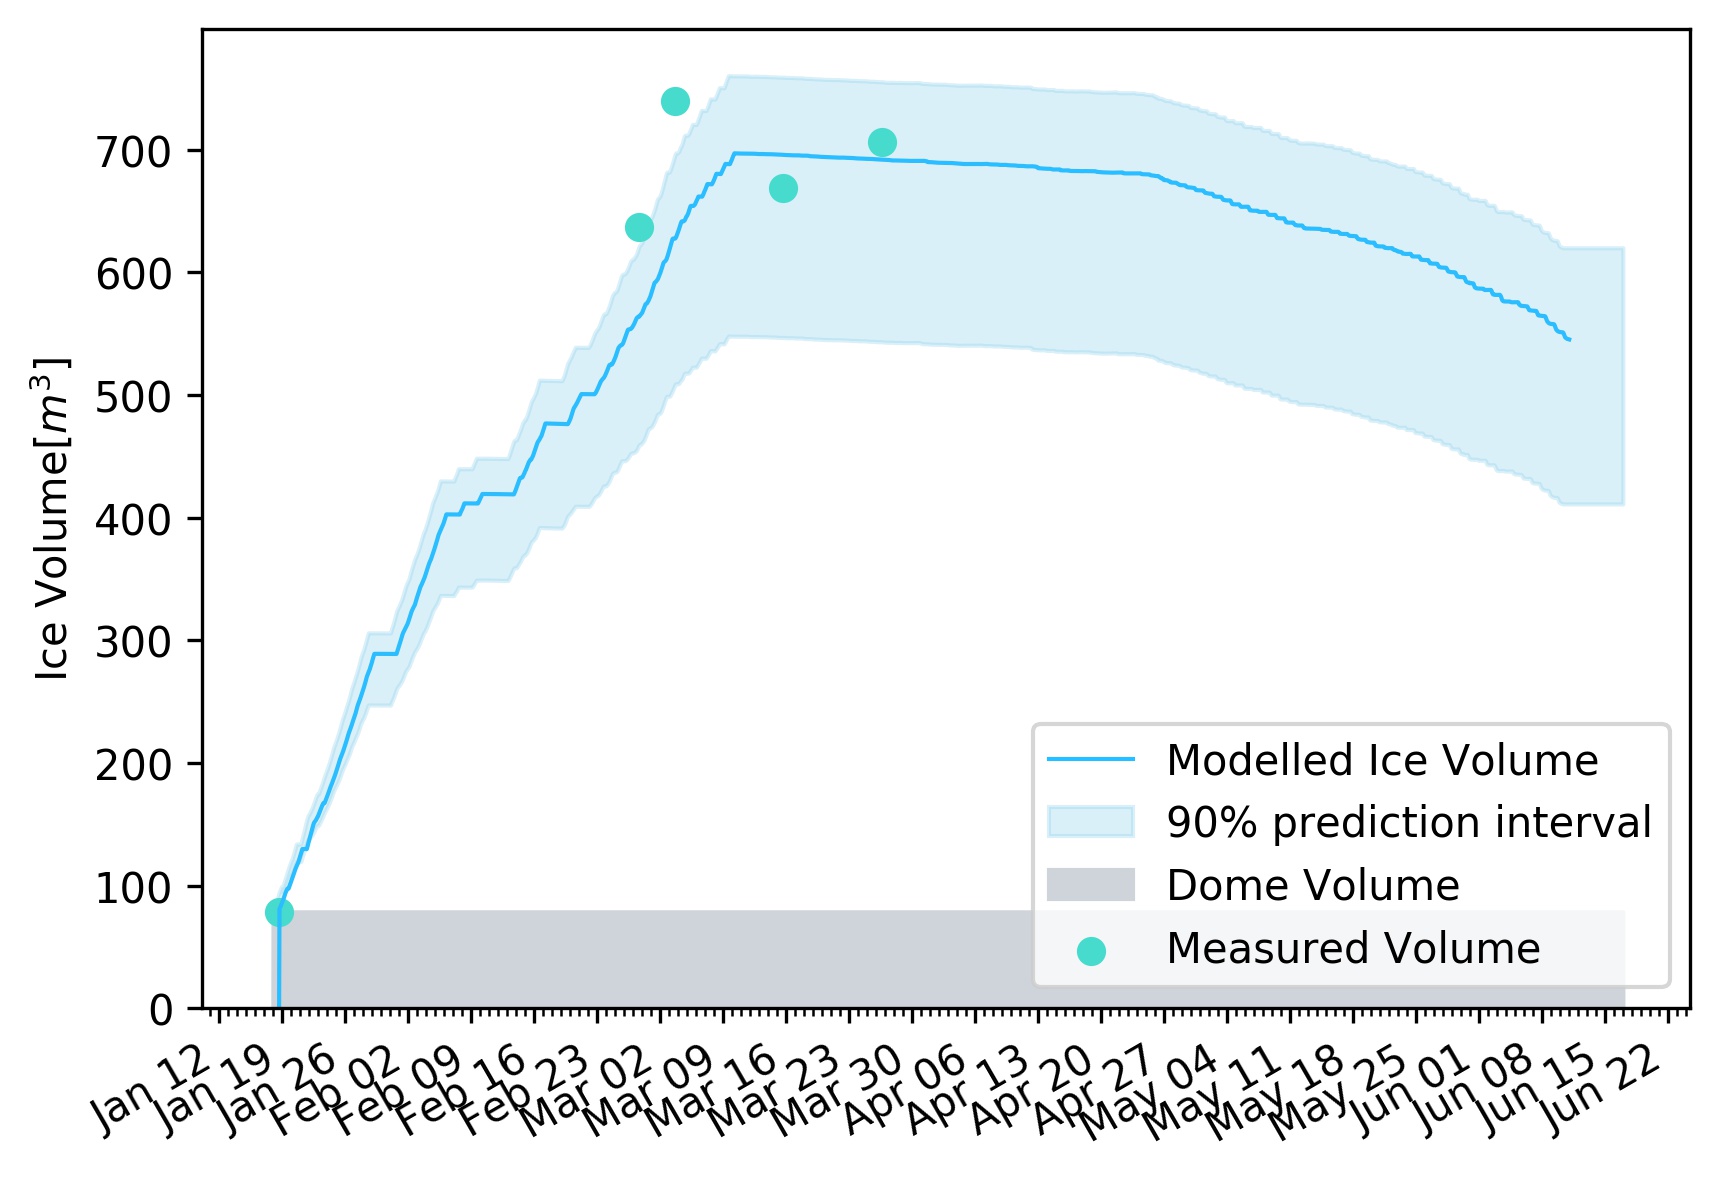 Ice Volume[m³]
700
600
500
400
300
200
100
0
Modelled Ice Volume
90% prediction interval
Dome Volume
Measured Volume
Jan 12
Jan 19
Jan 26
Feb 02
Feb 09
Feb 16
Feb 23
Mar 02
Mar 09
Mar 16
Mar 23
Mar 30
Apr 06
Apr 13
Apr 20
Apr 27
May 04
May 11
May 18
May 25
Jun 01
Jun 08
Jun 15
Jun 22